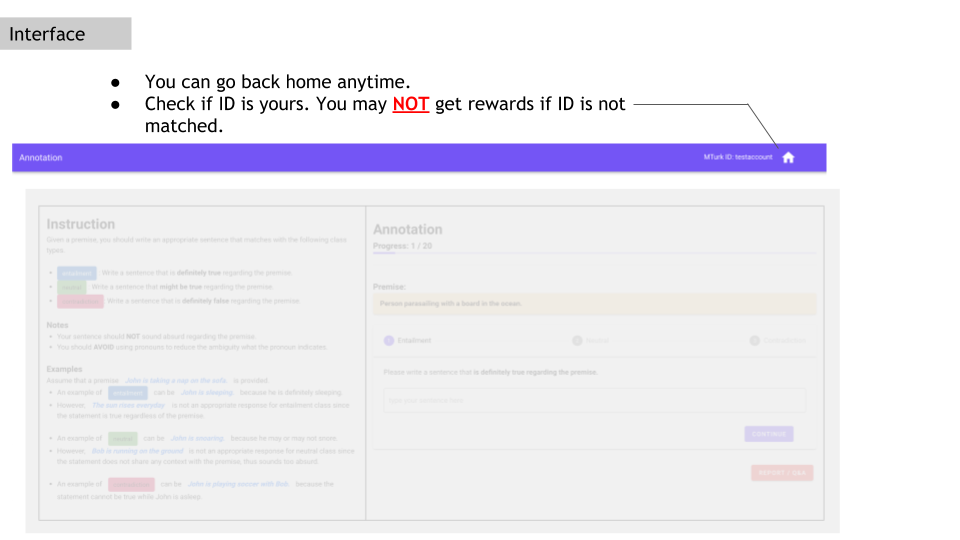 Interface
● You can go back home anytime.
● Check if ID is yours. You may NOT get rewards if ID is not
matched.
Annotation
MTurk ID: testaccount
Instruction
Given a premise, you should write an appropriate sentence that matches with the following class
types.
• entailment Write a sentence that is definitely true regarding the premise.
• neutral Write a sentence that might be true regarding the premise.
• contradiction Write a sentence that is definitely false regarding the premise.
Notes
• Your sentence should NOT sound absurd regarding the premise.
• You should AVOID using pronouns to reduce the ambiguity what the pronoun indicates.
Examples
Assume that a premise John is taking a nap on the sofa is provided.
• An example of entailment can be John is sleeping because he is definitely sleeping.
• However, The sun rises everyday is not an appropriate response for entailment class since
the statement is true regardless of the premise.
• An example of neutral can be John is snoring because he may or may not snore.
• However, Bob is running on the ground is not an appropriate response for neutral class since
the statement does not share any context with the premise, thus sounds too absurd.
• An example of contradiction can be John is playing soccer with Bob because the
statement cannot be true while John is asleep.
Annotation
Progress: 1 / 20
Premise:
Person parasailing with a board in the ocean.
1 Entailment
2 Neutral
3 Contradiction
Please write a sentence that is definitely true regarding the premise.
Type your sentence here
CONTINUE
REPORT / Q&A